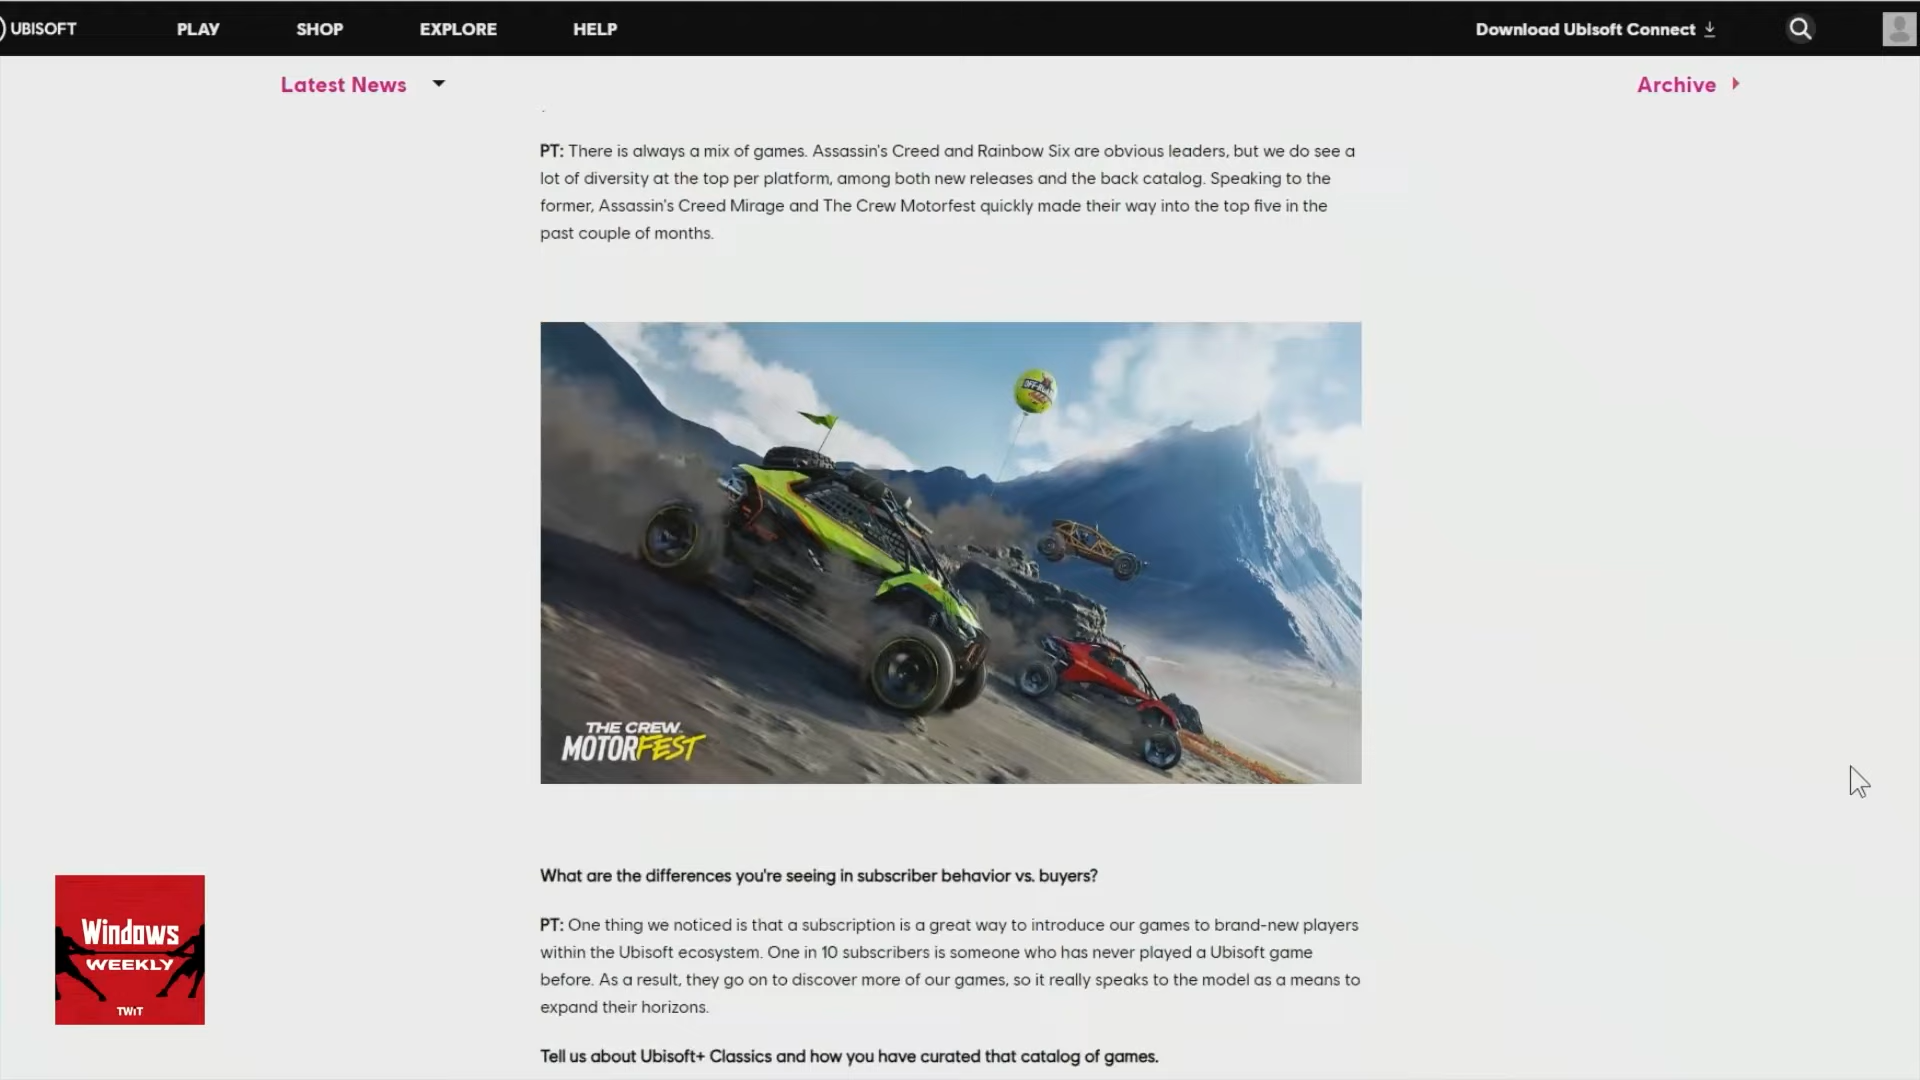 UBISOFT
PLAY
SHOP
EXPLORE
HELP
Download Ubisoft Connect
Latest News
Archive
PT: There is always a mix of games. Assassin's Creed and Rainbow Six are obvious leaders, but we do see a
lot of diversity at the top per platform, among both new releases and the back catalog. Speaking to the
former, Assassin's Creed Mirage and The Crew Motorfest quickly made their way into the top five in the
past couple of months.
OFF-Road
THE CREW
MOTORFEST
What are the differences you're seeing in subscriber behavior vs. buyers?
PT: One thing we noticed is that a subscription is a great way to introduce our games to brand-new players
within the Ubisoft ecosystem. One in 10 subscribers is someone who has never played a Ubisoft game
before. As a result, they go on to discover more of our games, so it really speaks to the model as a means to
expand their horizons.
Tell us about Ubisoft+ Classics and how you have curated that catalog of games.
Windows
WEEKLY
TWiT